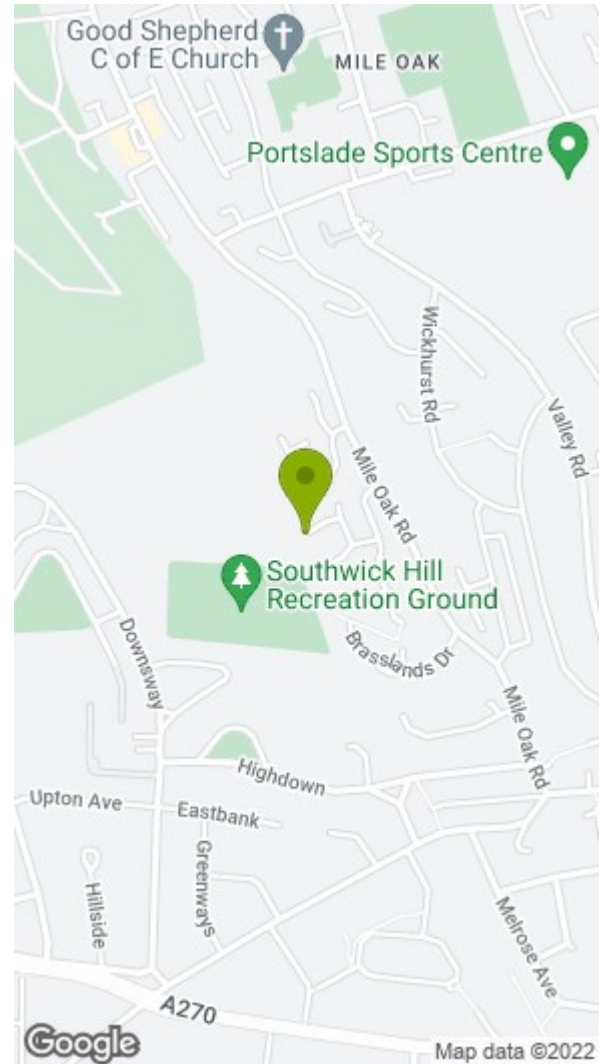 Good Shepherd
C of E Church
MILE OAK
Portslade Sports Centre
Wickhurst Rd
Valley Rd
Mile Oak Rd
Southwick Hill
Recreation Ground
Brasslands Dr
Downsway
Mile Oak Rd
Highdown
Upton Ave
Eastbank
Greenways
Hillside
Melrose Ave
A270
Google
Map data ©2022